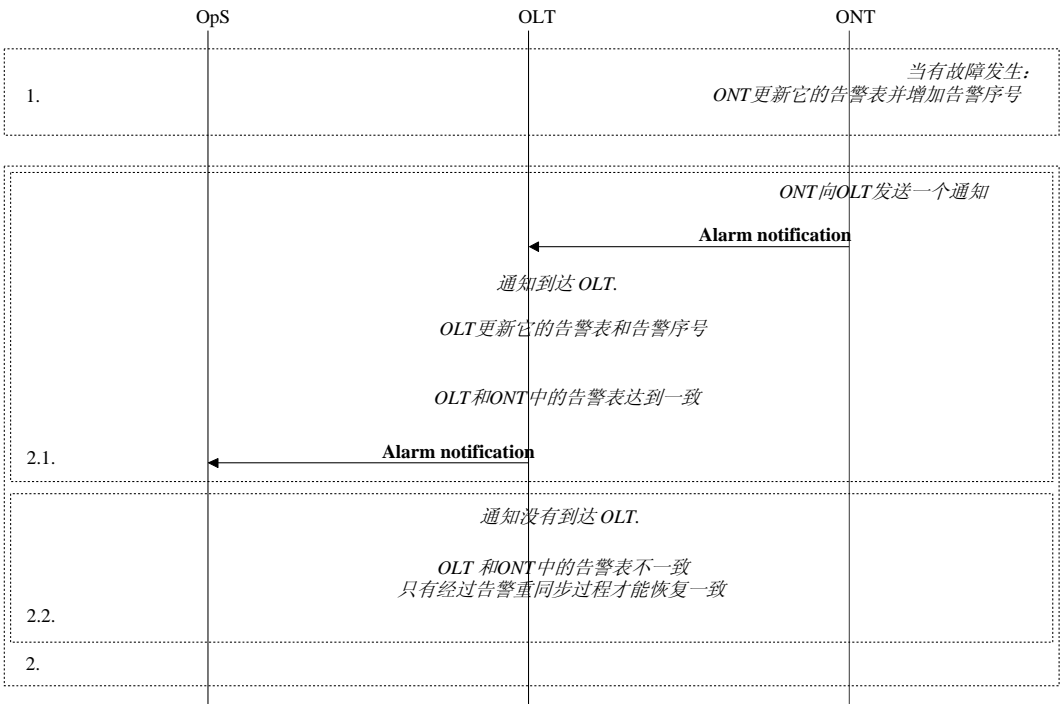 OpS OLT ONT
当有故障发生：
1.
ONT更新它的告警表并增加告警序号
ONT向OLT发送一个通知
Alarm notification
通知到达 OLT.
OLT更新它的告警表和告警序号
OLT和ONT中的告警表达到一致
Alarm notification
2.1.
通知没有到达 OLT.
OLT 和ONT中的告警表不一致
只有经过告警重同步过程才能恢复一致
2.2.
2.